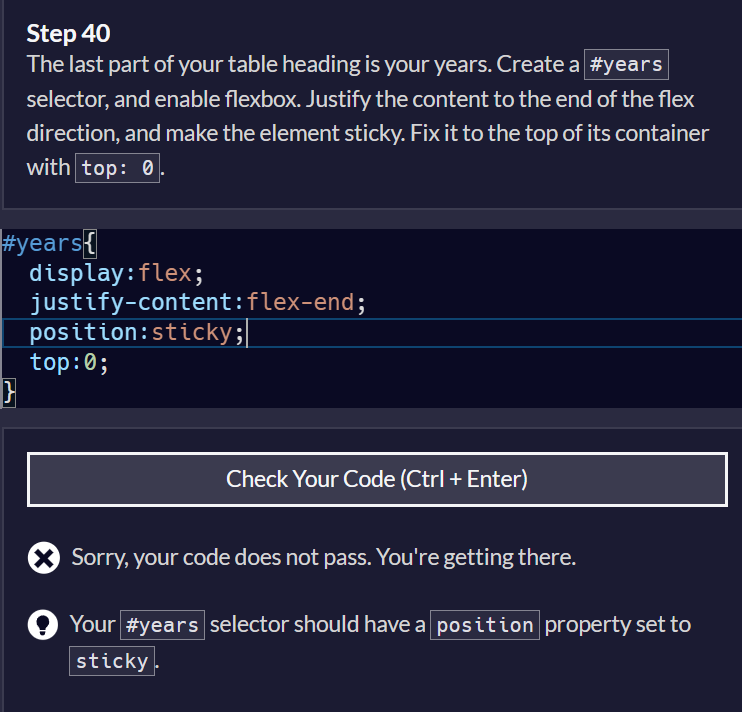 Step 40
The last part of your table heading is your years. Create a #years
selector, and enable flexbox. Justify the content to the end of the flex
direction, and make the element sticky. Fix it to the top of its container
with top: 0.
#years{
  display:flex;
  justify-content:flex-end;
  position:sticky;
  top:0;
}
Check Your Code (Ctrl + Enter)
Sorry, your code does not pass. You're getting there.
Your #years selector should have a position property set to
sticky.